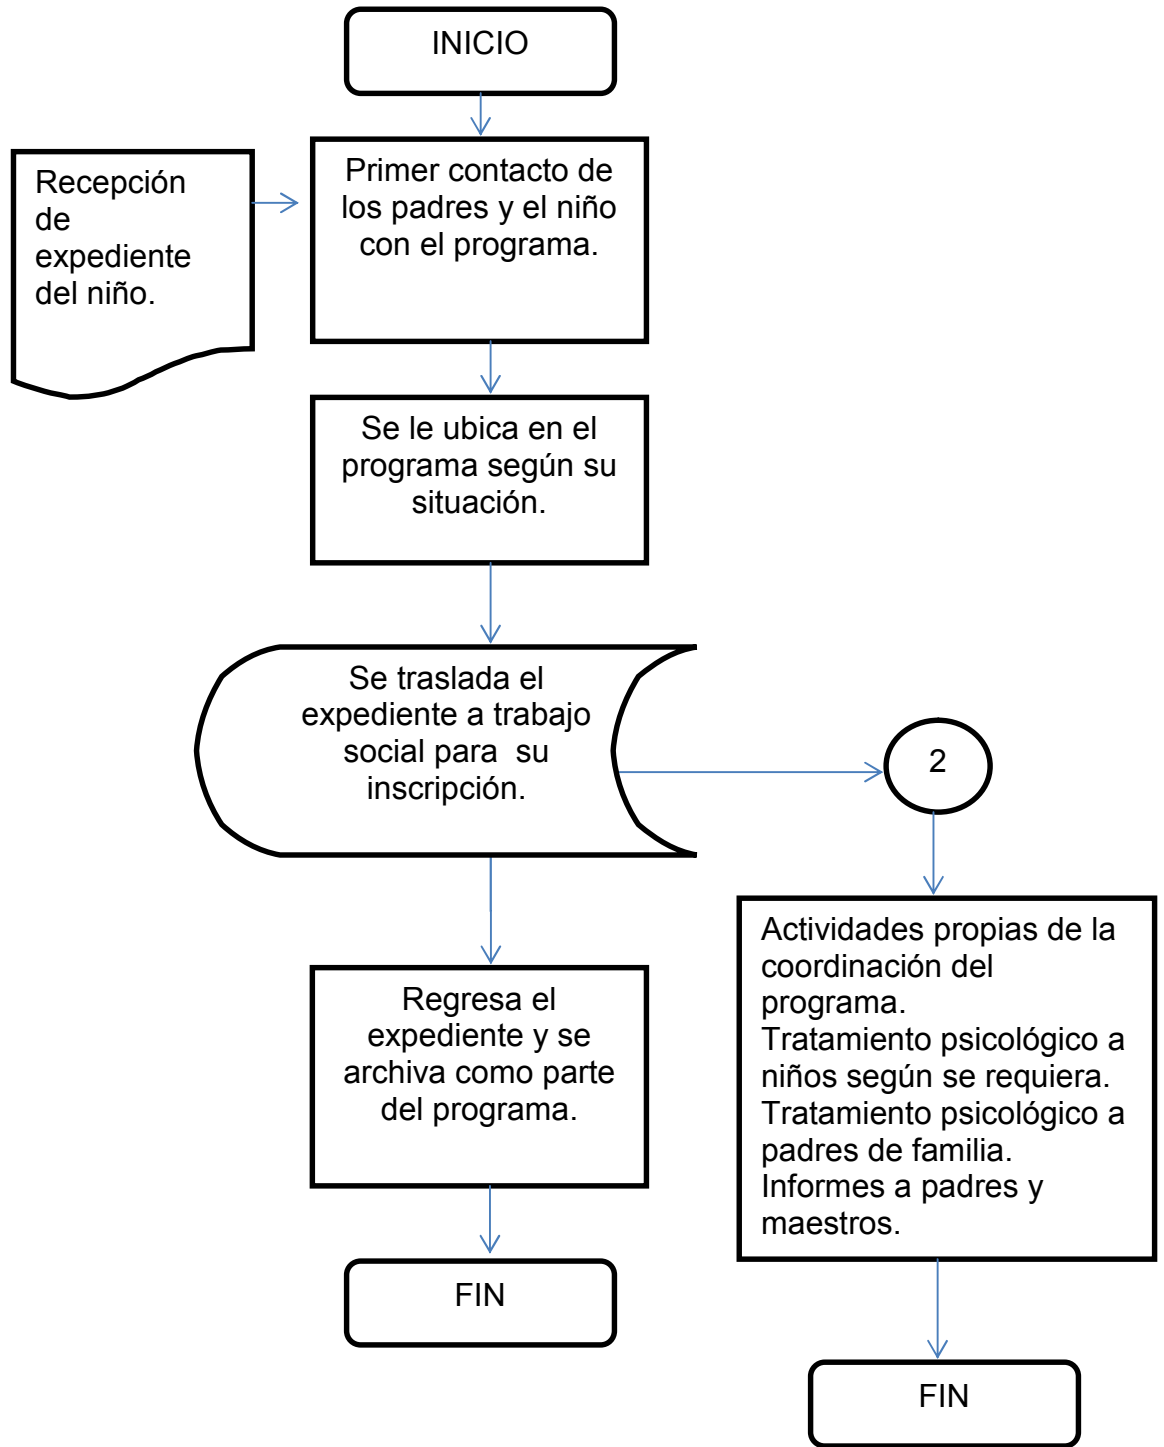 INICIO
Recepción
de
expediente
del niño.
Primer contacto de
los padres y el niño
con el programa.
Se le ubica en el
programa según su
situación.
Se traslada el
expediente a trabajo
social para su
inscripción.
2
Regresa el
expediente y se
archiva como parte
del programa.
FIN
Actividades propias de la
coordinación del
programa.
Tratamiento psicológico a
niños según se requiera.
Tratamiento psicológico a
padres de familia.
Informes a padres y
maestros.
FIN